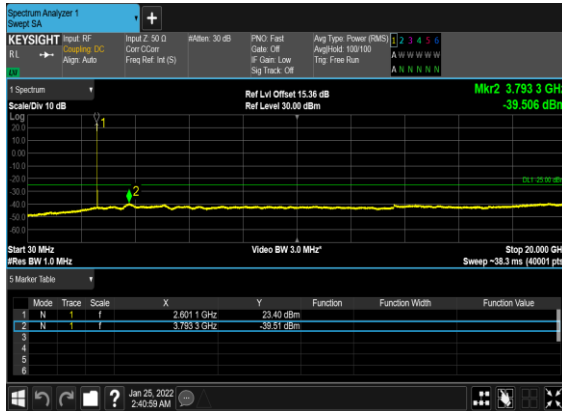 Spectrum Analyzer 1
Swept SA
KEYSIGHT Input: RF Input Z: 50 Ω #Atten: 30 dB PNO: Fast Avg Type: Power (RMS) 1 2 3 4 5 6
RL Coupling: DC Corr CCorr Gate: Off Avg|Hold: 100/100 A W W W W W
Align: Auto Freq Ref: Int (S) IF Gain: Low Trig: Free Run
LXI Sig Track: Off A N N N N N
1 Spectrum Ref Lvl Offset 15.36 dB Mkr2 3.793 3 GHz
Scale/Div 10 dB Ref Level 30.00 dBm -39.506 dBm
Log
20.0
10.0
0.00
-10.0
-20.0
-30.0
-40.0
-50.0
-60.0
1
2
DL1 -25.00 dBm
Start 30 MHz Video BW 3.0 MHz* Stop 20.000 GHz
#Res BW 1.0 MHz Sweep ~38.3 ms (40001 pts)
5 Marker Table
Mode Trace Scale X Y Function Function Width Function Value
1 N 1 f 2.601 1 GHz 23.40 dBm
2 N 1 f 3.793 3 GHz -39.51 dBm
3
4
5
6
? Jan 25, 2022
2:40:59 AM